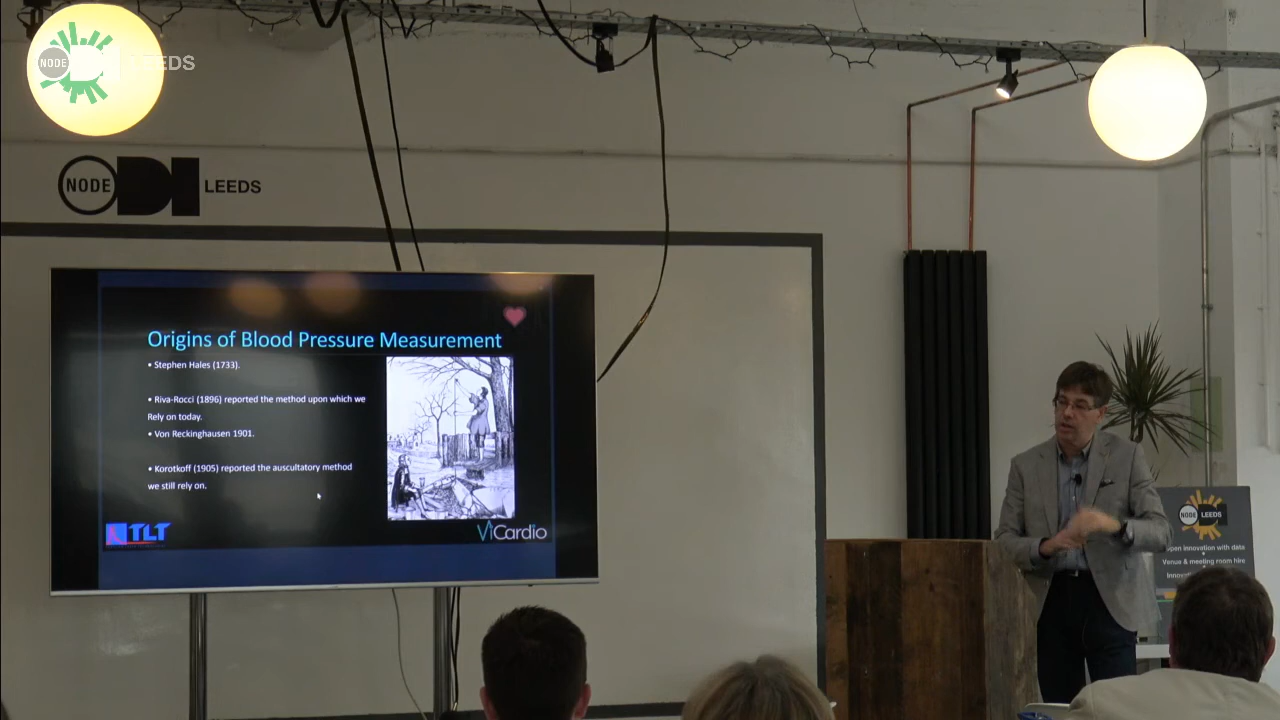 NODE LEEDS
NODE ODI LEEDS
Origins of Blood Pressure Measurement
• Stephen Hales (1733).
• Riva-Rocci (1896) reported the method upon which we
Rely on today.
• Von Reckinghausen 1901.
• Korotkoff (1905) reported the auscultatory method
we still rely on.
TLT
ViCardio
NODE LEEDS
Open innovation with data
Venue & meeting room hire